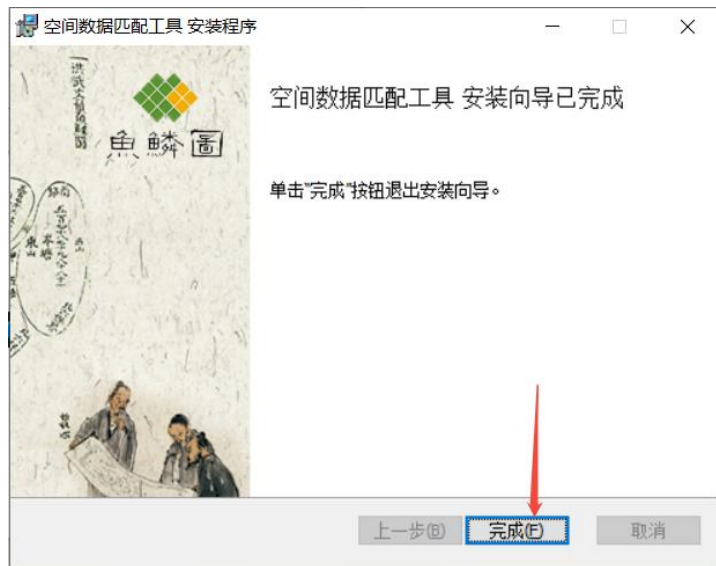 空间数据匹配工具 安装程序
魚鱗圖
空间数据匹配工具 安装向导已完成
单击"完成"按钮退出安装向导。
上一步(B)
完成(F)
取消